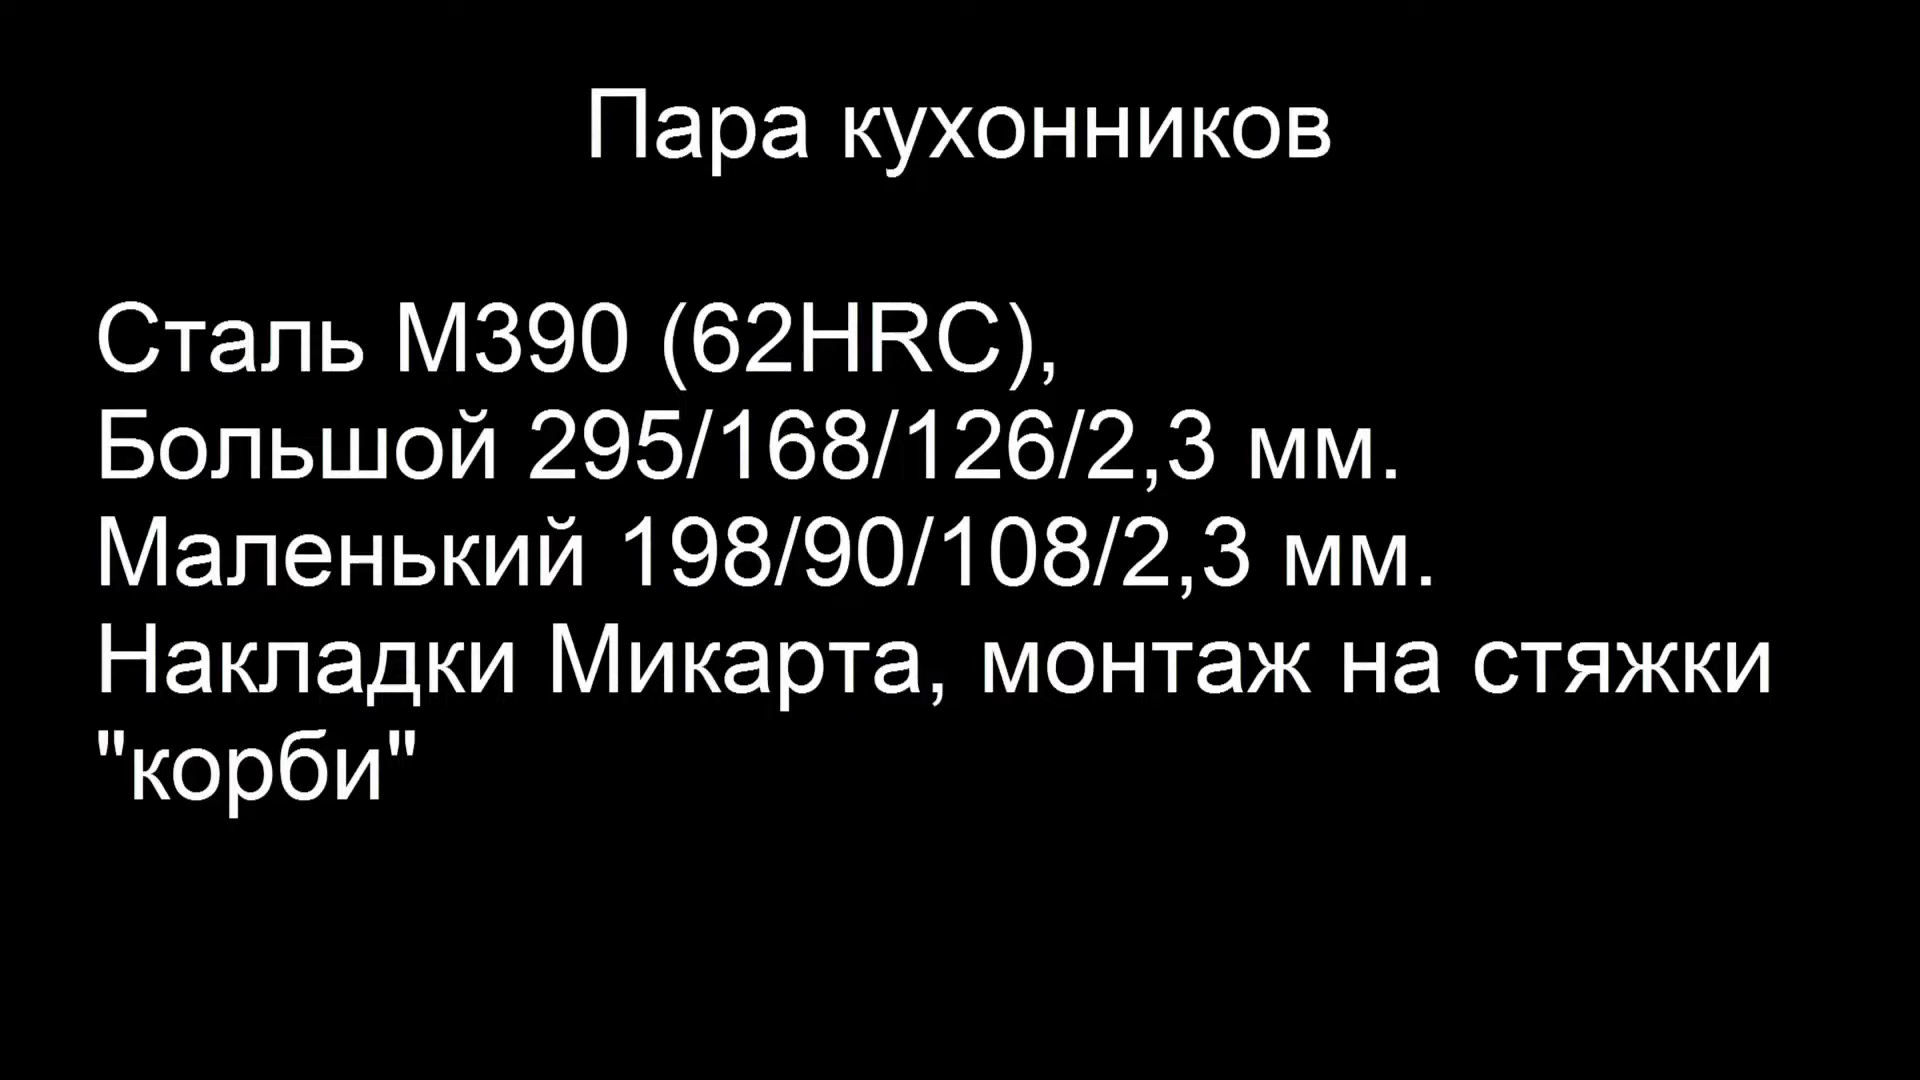 Пара кухонников
Сталь М390 (62HRC),
Большой 295/168/126/2,3 мм.
Маленький 198/90/108/2,3 мм.
Накладки Микарта, монтаж на стяжки
"корби"